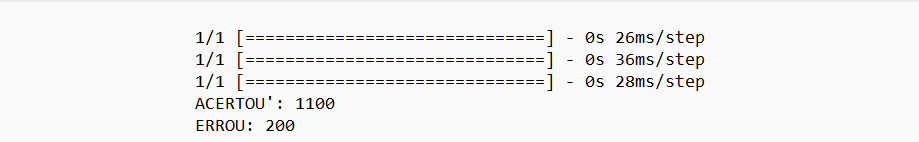 1/1 [==============================] - 0s 26ms/step
1/1 [==============================] - 0s 36ms/step
1/1 [==============================] - 0s 28ms/step
ACERTOU': 1100
ERROU: 200